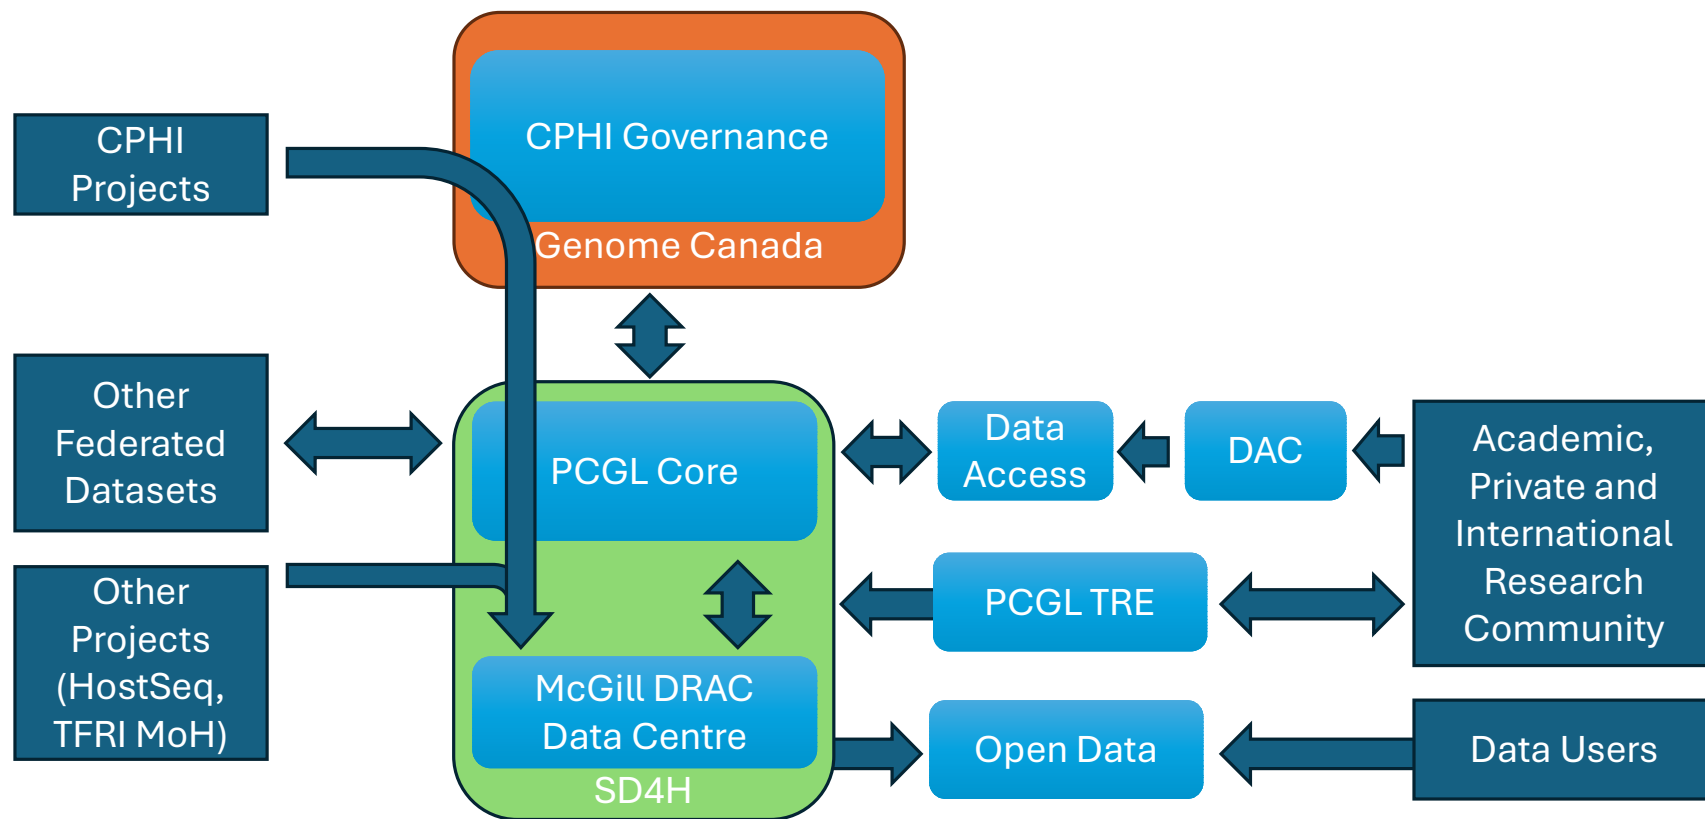 CPHI
Projects
CPHI Governance
Genome Canada
Other
Federated
Datasets
PCGL Core
Data
Access
DAC
Academic,
Private and
International
Research
Community
Other
Projects
(HostSeq,
TFRI MoH)
PCGL TRE
McGill DRAC
Data Centre
SD4H
Open Data
Data Users